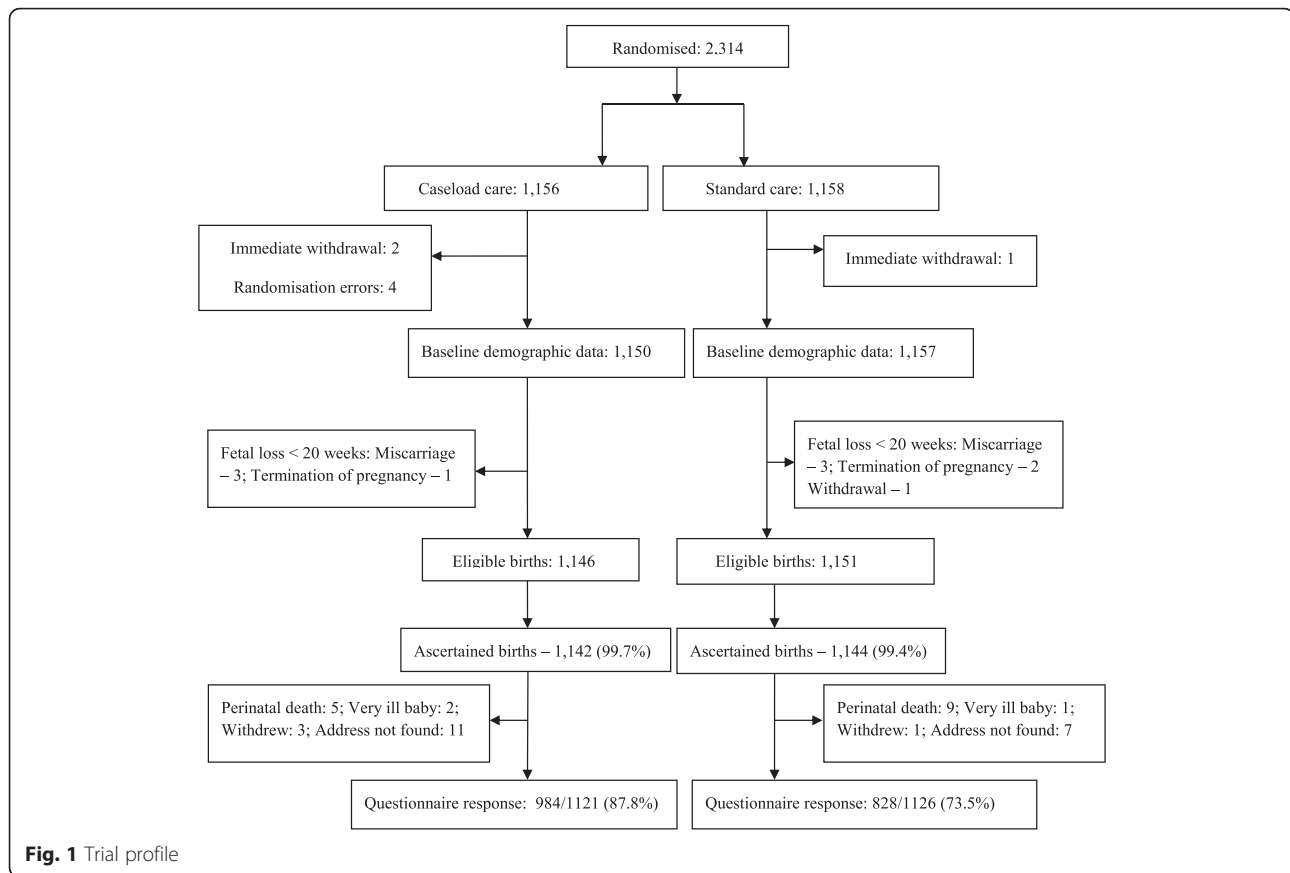 Randomised: 2,314
Caseload care: 1,156
Standard care: 1,158
Immediate withdrawal: 2
Randomisation errors: 4
Immediate withdrawal: 1
Baseline demographic data: 1,150
Baseline demographic data: 1,157
Fetal loss < 20 weeks: Miscarriage
– 3; Termination of pregnancy – 1
Fetal loss < 20 weeks: Miscarriage
– 3; Termination of pregnancy – 2
Withdrawal – 1
Eligible births: 1,146
Eligible births: 1,151
Ascertained births – 1,142 (99.7%)
Ascertained births – 1,144 (99.4%)
Perinatal death: 5; Very ill baby: 2;
Withdrew: 3; Address not found: 11
Perinatal death: 9; Very ill baby: 1;
Withdrew: 1; Address not found: 7
Questionnaire response: 984/1121 (87.8%)
Questionnaire response: 828/1126 (73.5%)
Fig. 1 Trial profile